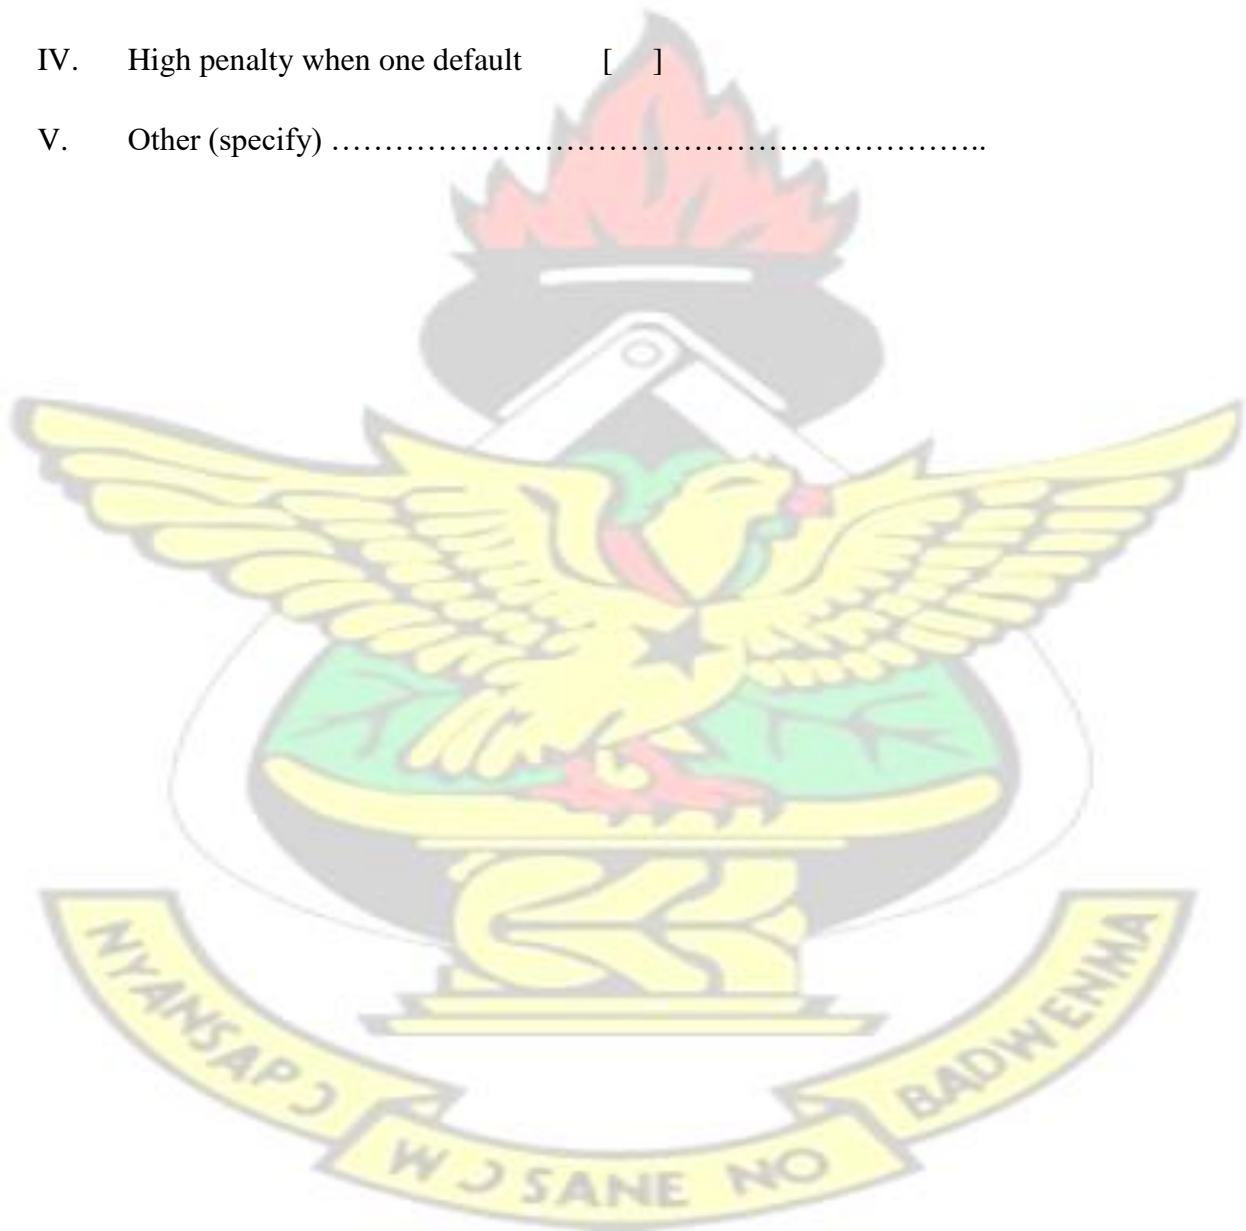 IV. High penalty when one default [ ]
V. Other (specify) ……………………………………………………..
NYANSAPƆ
WƆSANE NO
BADWENMA